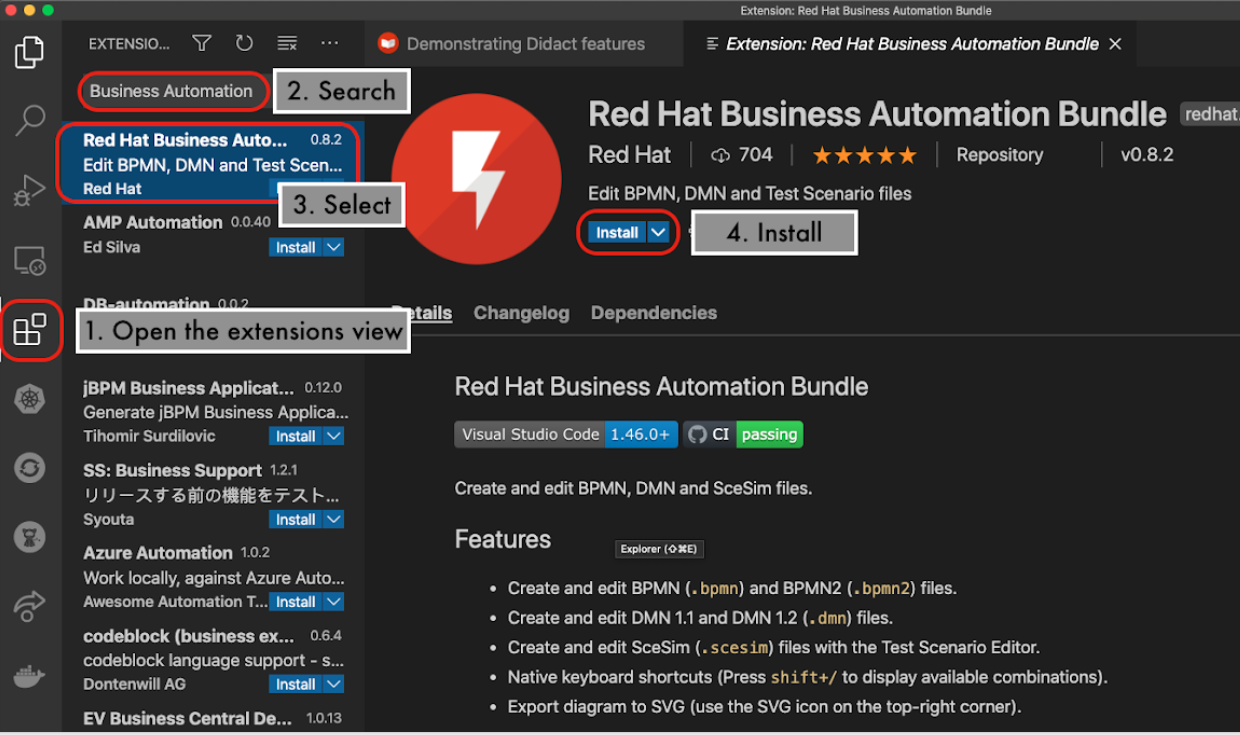 Extension: Red Hat Business Automation Bundle
EXTENSIO...
Demonstrating Didact features
Extension: Red Hat Business Automation Bundle
Business Automation
2. Search
Red Hat Business Auto... 0.8.2
Edit BPMN, DMN and Test Scen...
Red Hat
3. Select
AMP Automation 0.0.40
Ed Silva Install
DB-automation 0.0.2
1. Open the extensions view
jBPM Business Applicat... 0.12.0
Generate jBPM Business Applica...
Tihomir Surdilovic Install
SS: Business Support 1.2.1
リリースする前の機能をテスト...
Syouta Install
Azure Automation 1.0.2
Work locally, against Azure Auto...
Awesome Automation T... Install
codeblock (business ex... 0.6.4
codeblock language support - s...
Dontenwill AG Install
EV Business Central De... 1.0.13
Red Hat Business Automation Bundle redhat.
Red Hat 704 ★★★★★ Repository v0.8.2
Edit BPMN, DMN and Test Scenario files
Install
4. Install
etails Changelog Dependencies
Red Hat Business Automation Bundle
Visual Studio Code 1.46.0+ CI passing
Create and edit BPMN, DMN and SceSim files.
Features
Explorer (⇧⌘E)
• Create and edit BPMN (.bpmn) and BPMN2 (.bpmn2) files.
• Create and edit DMN 1.1 and DMN 1.2 (.dmn) files.
• Create and edit SceSim (.scesim) files with the Test Scenario Editor.
• Native keyboard shortcuts (Press shift+/ to display available combinations).
• Export diagram to SVG (use the SVG icon on the top-right corner).